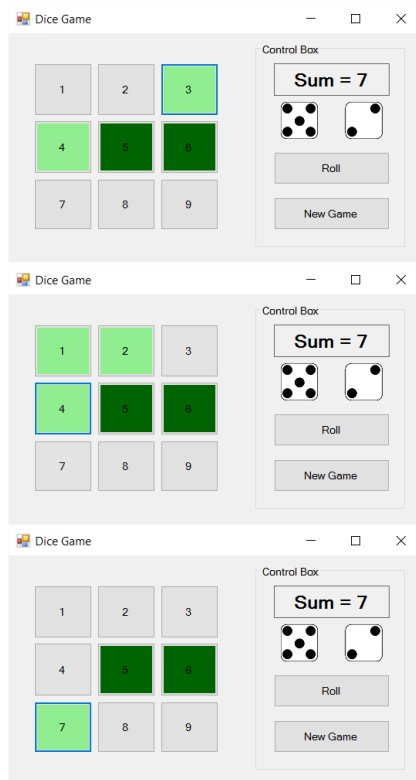 Dice Game
Control Box
1 2 3
Sum = 7
4 5 6
Roll
7 8 9
New Game
Dice Game
Control Box
1 2 3
Sum = 7
4 5 6
Roll
7 8 9
New Game
Dice Game
Control Box
1 2 3
Sum = 7
4 5 6
Roll
7 8 9
New Game